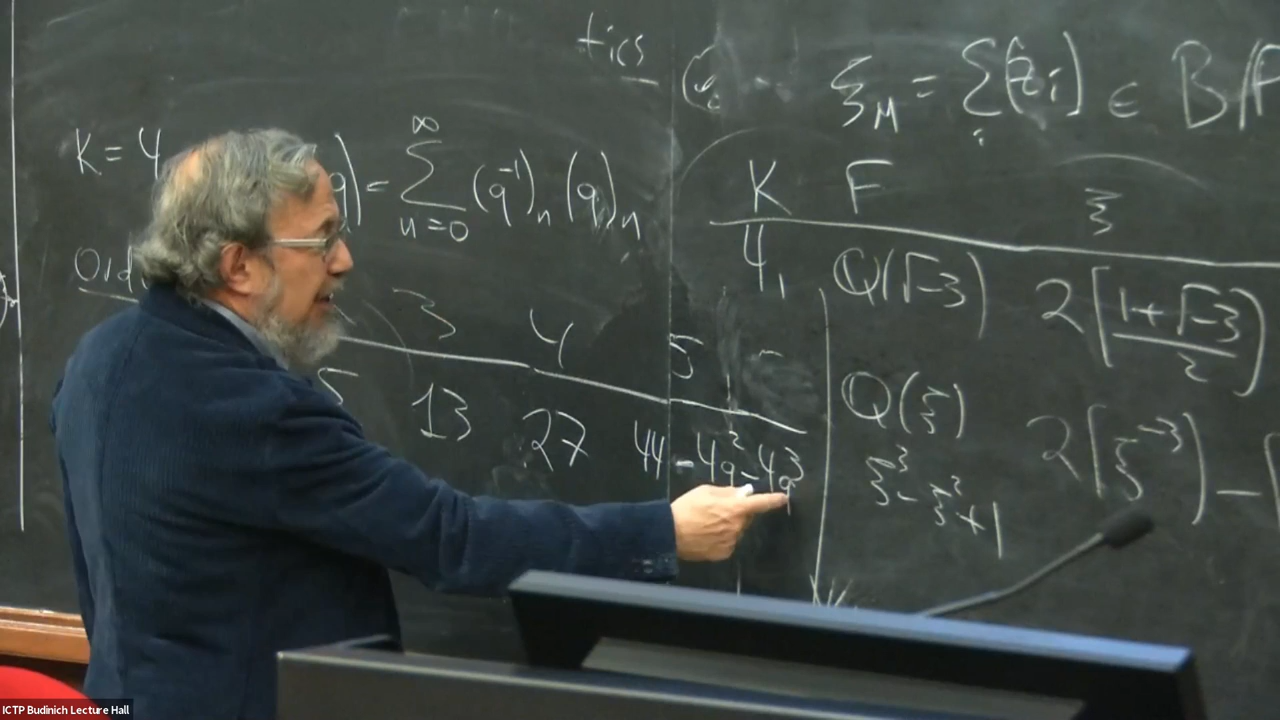 tics
ξ_M = Σ_i [z_i] ∈ B
K = 4 q) = Σ_{n=0}^{∞} (q^{-1})_n (q)_n
K F ξ
4_1 Q(√-3) 2[(1+√-3)/2]
Ord
3 4 5
5 13 27 44 -4q^2 -4q^3
Q(ξ) 2[ξ^{-3}] -
ξ^3 - ξ^2 + 1
ICTP Budinich Lecture Hall